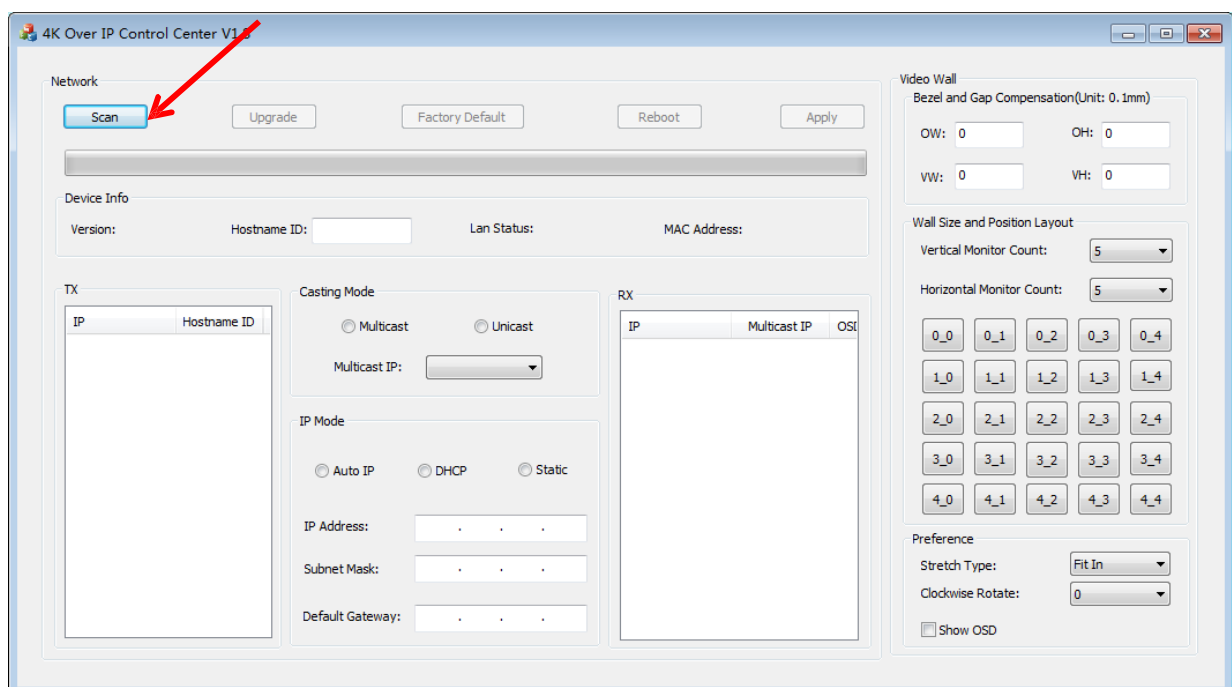 4K Over IP Control Center V1.
Network
Scan
Upgrade
Factory Default
Reboot
Apply
Device Info
Version:
Hostname ID:
Lan Status:
MAC Address:
TX
IP Hostname ID
Casting Mode
Multicast
Unicast
Multicast IP:
IP Mode
Auto IP
DHCP
Static
IP Address: . . .
Subnet Mask: . . .
Default Gateway: . . .
RX
IP Multicast IP OSI
Video Wall
Bezel and Gap Compensation(Unit: 0.1mm)
OW: 0 OH: 0
VW: 0 VH: 0
Wall Size and Position Layout
Vertical Monitor Count: 5
Horizontal Monitor Count: 5
0_0 0_1 0_2 0_3 0_4
1_0 1_1 1_2 1_3 1_4
2_0 2_1 2_2 2_3 2_4
3_0 3_1 3_2 3_3 3_4
4_0 4_1 4_2 4_3 4_4
Preference
Stretch Type: Fit In
Clockwise Rotate: 0
Show OSD